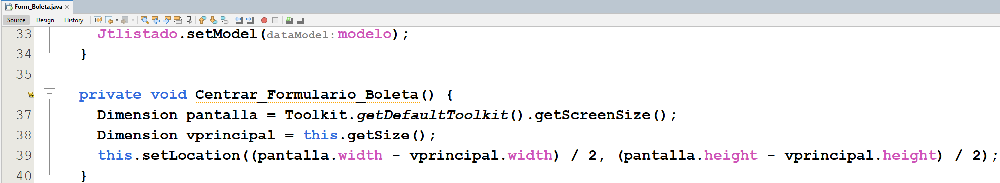 Form_Boleta.java
Source Design History
33 Jtlistado.setModel(dataModel: modelo);
34 }
35
private void Centrar_Formulario_Boleta() {
37 Dimension pantalla = Toolkit.getDefaultToolkit().getScreenSize();
38 Dimension vprincipal = this.getSize();
39 this.setLocation((pantalla.width - vprincipal.width) / 2, (pantalla.height - vprincipal.height) / 2);
40 }